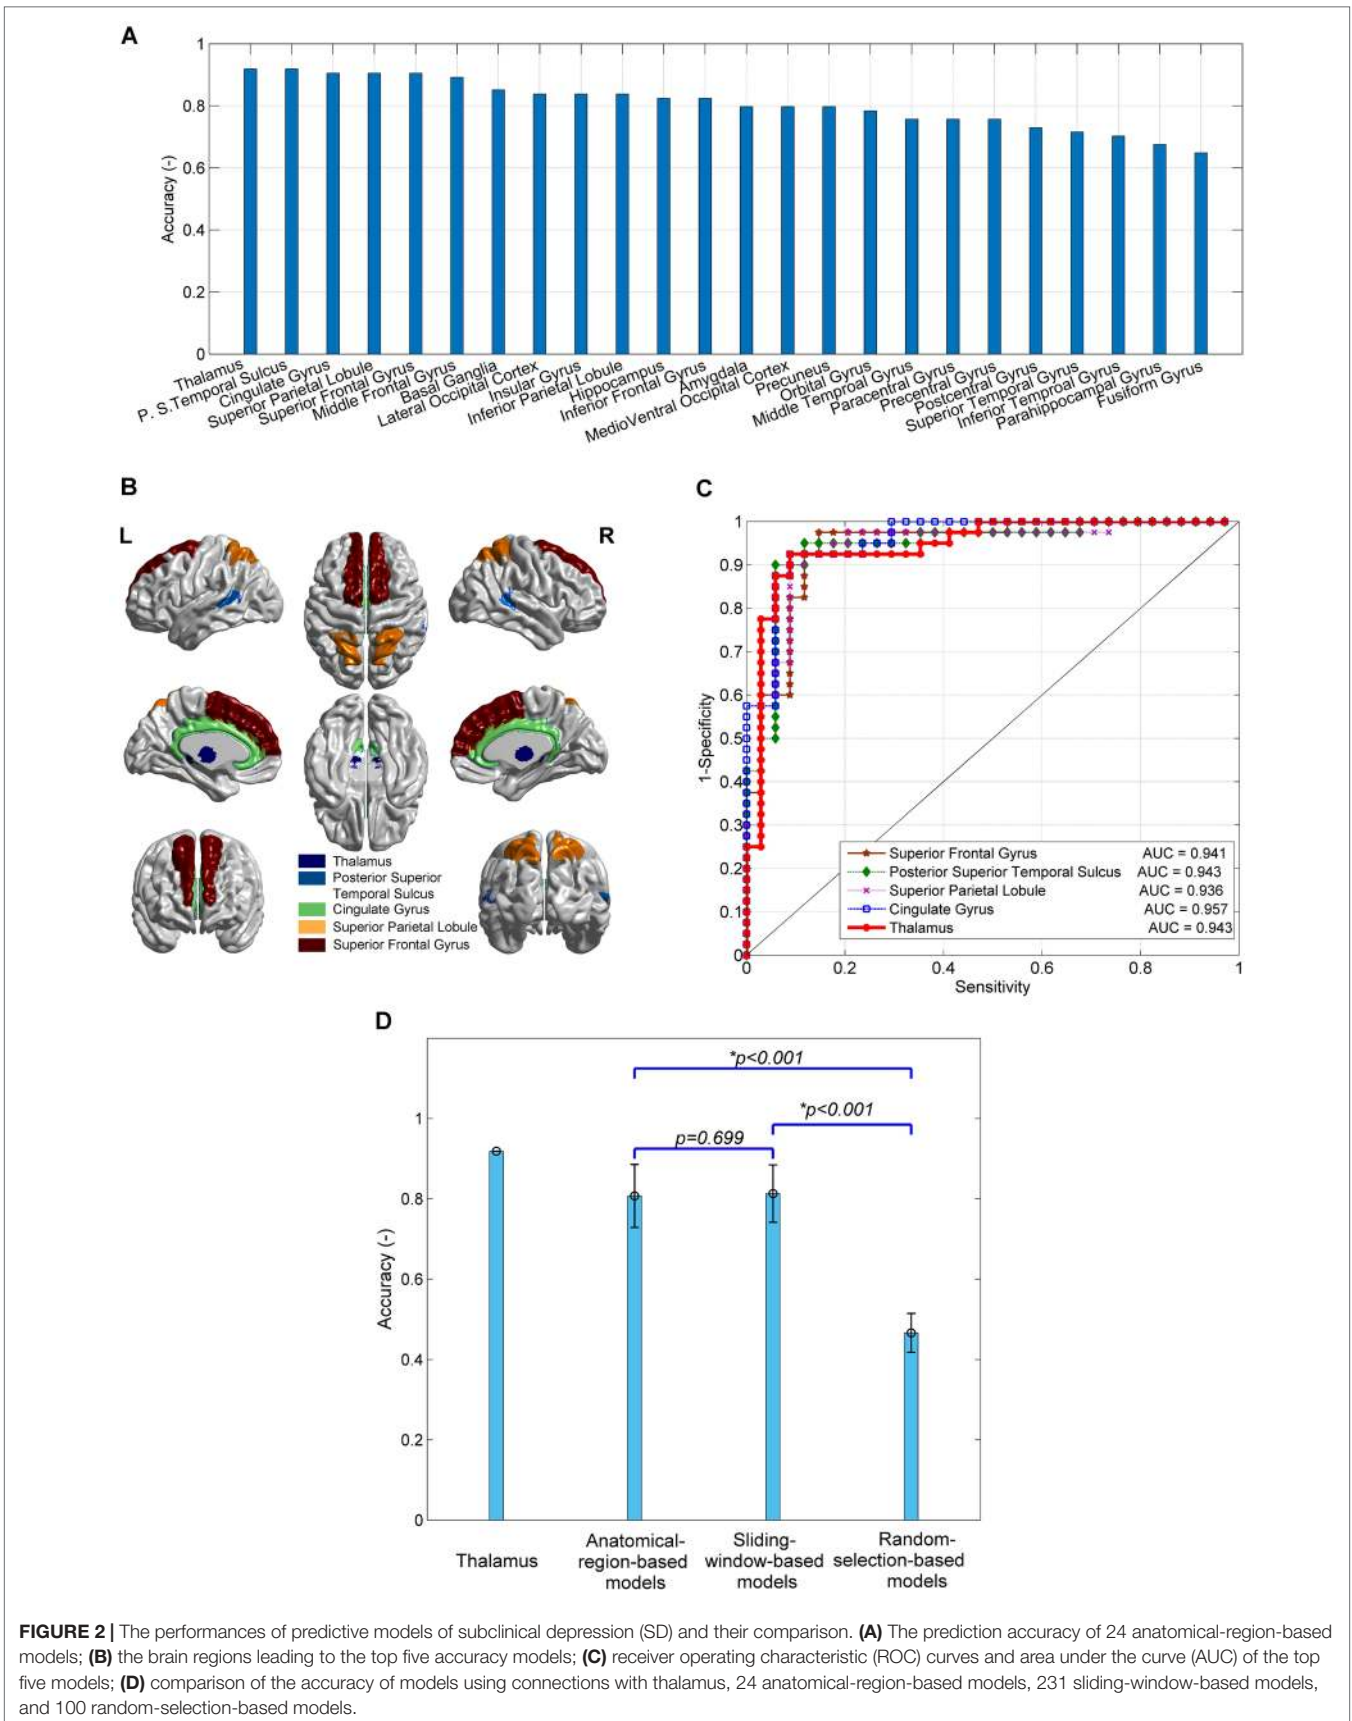 A
1
0.8
0.6
0.4
0.2
0
Accuracy (-)
Thalamus
P. S.Temporal Sulcus
Cingulate Gyrus
Superior Parietal Lobule
Superior Frontal Gyrus
Middle Frontal Gyrus
Basal Ganglia
Lateral Occipital Cortex
Insular Gyrus
Inferior Parietal Lobule
Hippocampus
Inferior Frontal Gyrus
Amygdala
MedioVentral Occipital Cortex
Precuneus
Orbital Gyrus
Middle Temproal Gyrus
Paracentral Gyrus
Precentral Gyrus
Postcentral Gyrus
Superior Temporal Gyrus
Inferior Temproal Gyrus
Parahippocampal Gyrus
Fusiform Gyrus
B
L
R
Thalamus
Posterior Superior
Temporal Sulcus
Cingulate Gyrus
Superior Parietal Lobule
Superior Frontal Gyrus
C
1
0.9
0.8
0.7
0.6
0.5
0.4
0.3
0.2
0.1
0
1-Specificity
Superior Frontal Gyrus AUC = 0.941
Posterior Superior Temporal Sulcus AUC = 0.943
Superior Parietal Lobule AUC = 0.936
Cingulate Gyrus AUC = 0.957
Thalamus AUC = 0.943
0 0.2 0.4 0.6 0.8 1
Sensitivity
D
*p<0.001
*p<0.001
p=0.699
1
0.8
0.6
0.4
0.2
0
Accuracy (-)
Thalamus
Anatomical-
region-based
models
Sliding-
window-based
models
Random-
selection-based
models
FIGURE 2 | The performances of predictive models of subclinical depression (SD) and their comparison. (A) The prediction accuracy of 24 anatomical-region-based
models; (B) the brain regions leading to the top five accuracy models; (C) receiver operating characteristic (ROC) curves and area under the curve (AUC) of the top
five models; (D) comparison of the accuracy of models using connections with thalamus, 24 anatomical-region-based models, 231 sliding-window-based models,
and 100 random-selection-based models.